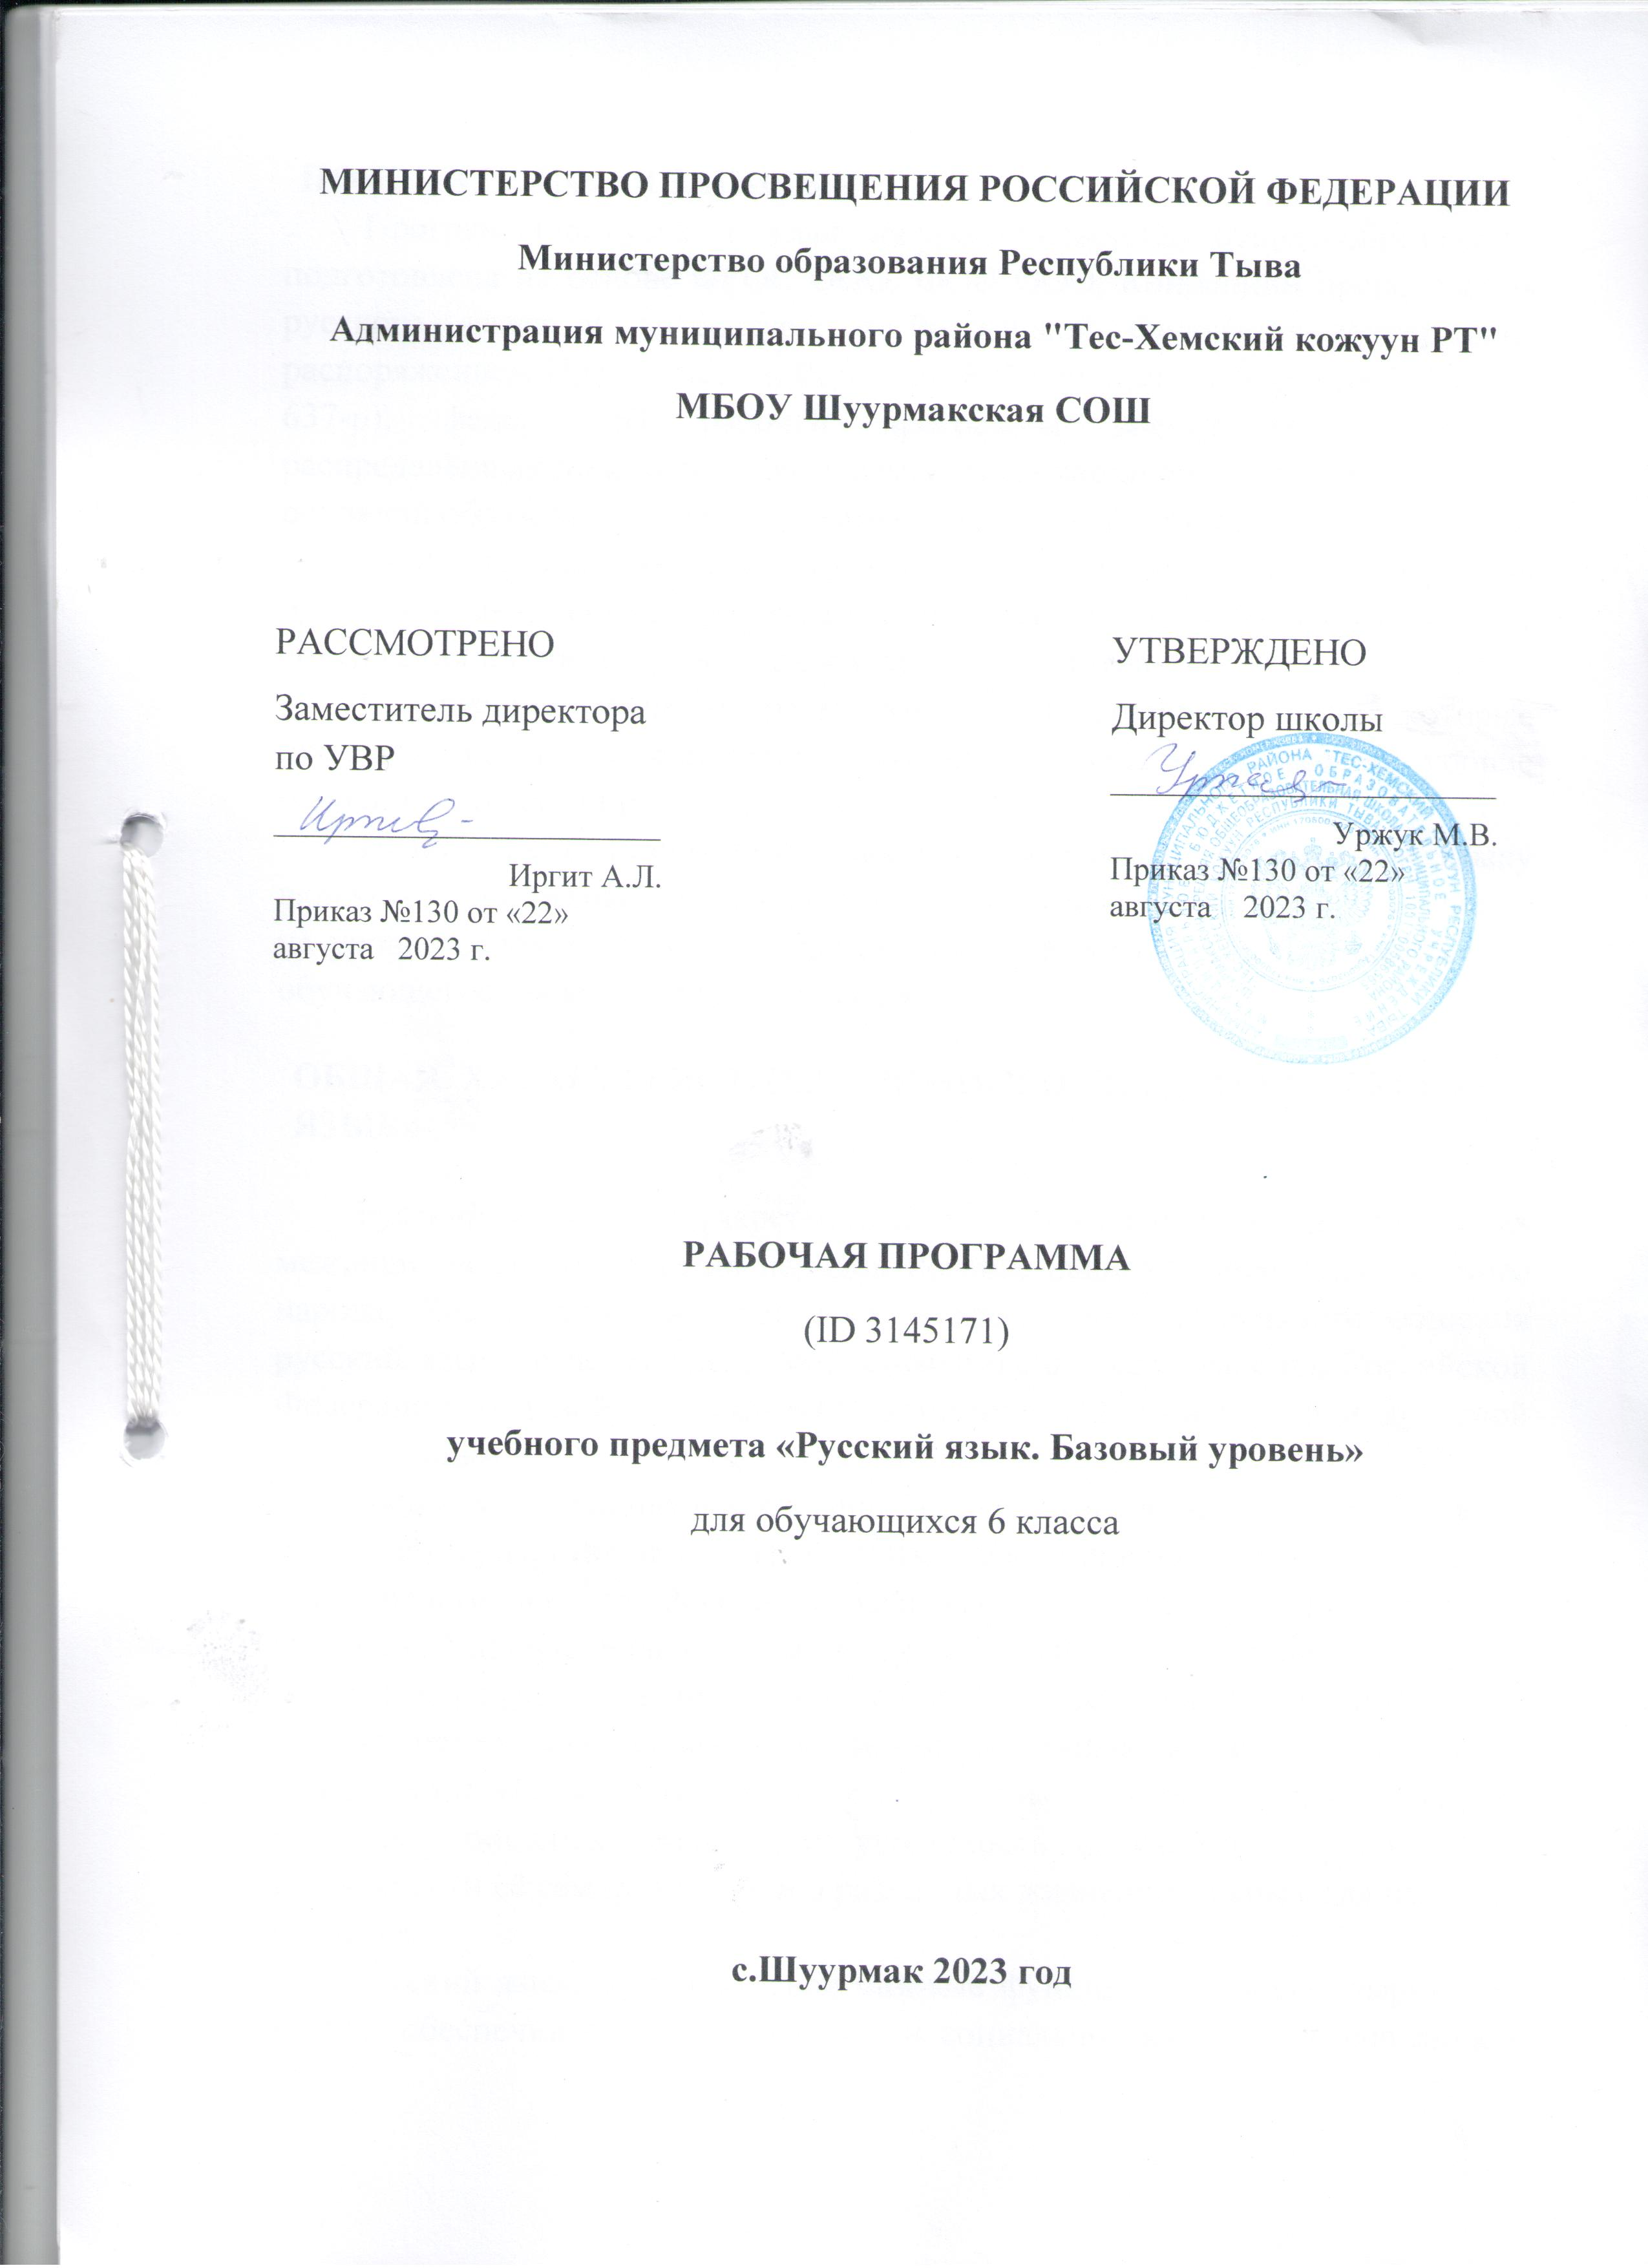 МИНИСТЕРСТВО ПРОСВЕЩЕНИЯ РОССИЙСКОЙ ФЕДЕРАЦИИ
Министерство образования Республики Тыва
Администрация муниципального района "Тес-Хемский кожуун РТ"
МБОУ Шуурмакская СОШ
РАССМОТРЕНО
Заместитель директора
по УВР
Иргит А.Л.
Приказ №130 от «22»
августа 2023 г.
УТВЕРЖДЕНО
Директор школы
Уржук М.В.
Приказ №130 от «22»
августа 2023 г.
РАБОЧАЯ ПРОГРАММА
(ID 3145171)
учебного предмета «Русский язык. Базовый уровень»
для обучающихся 6 класса
с.Шуурмак 2023 год